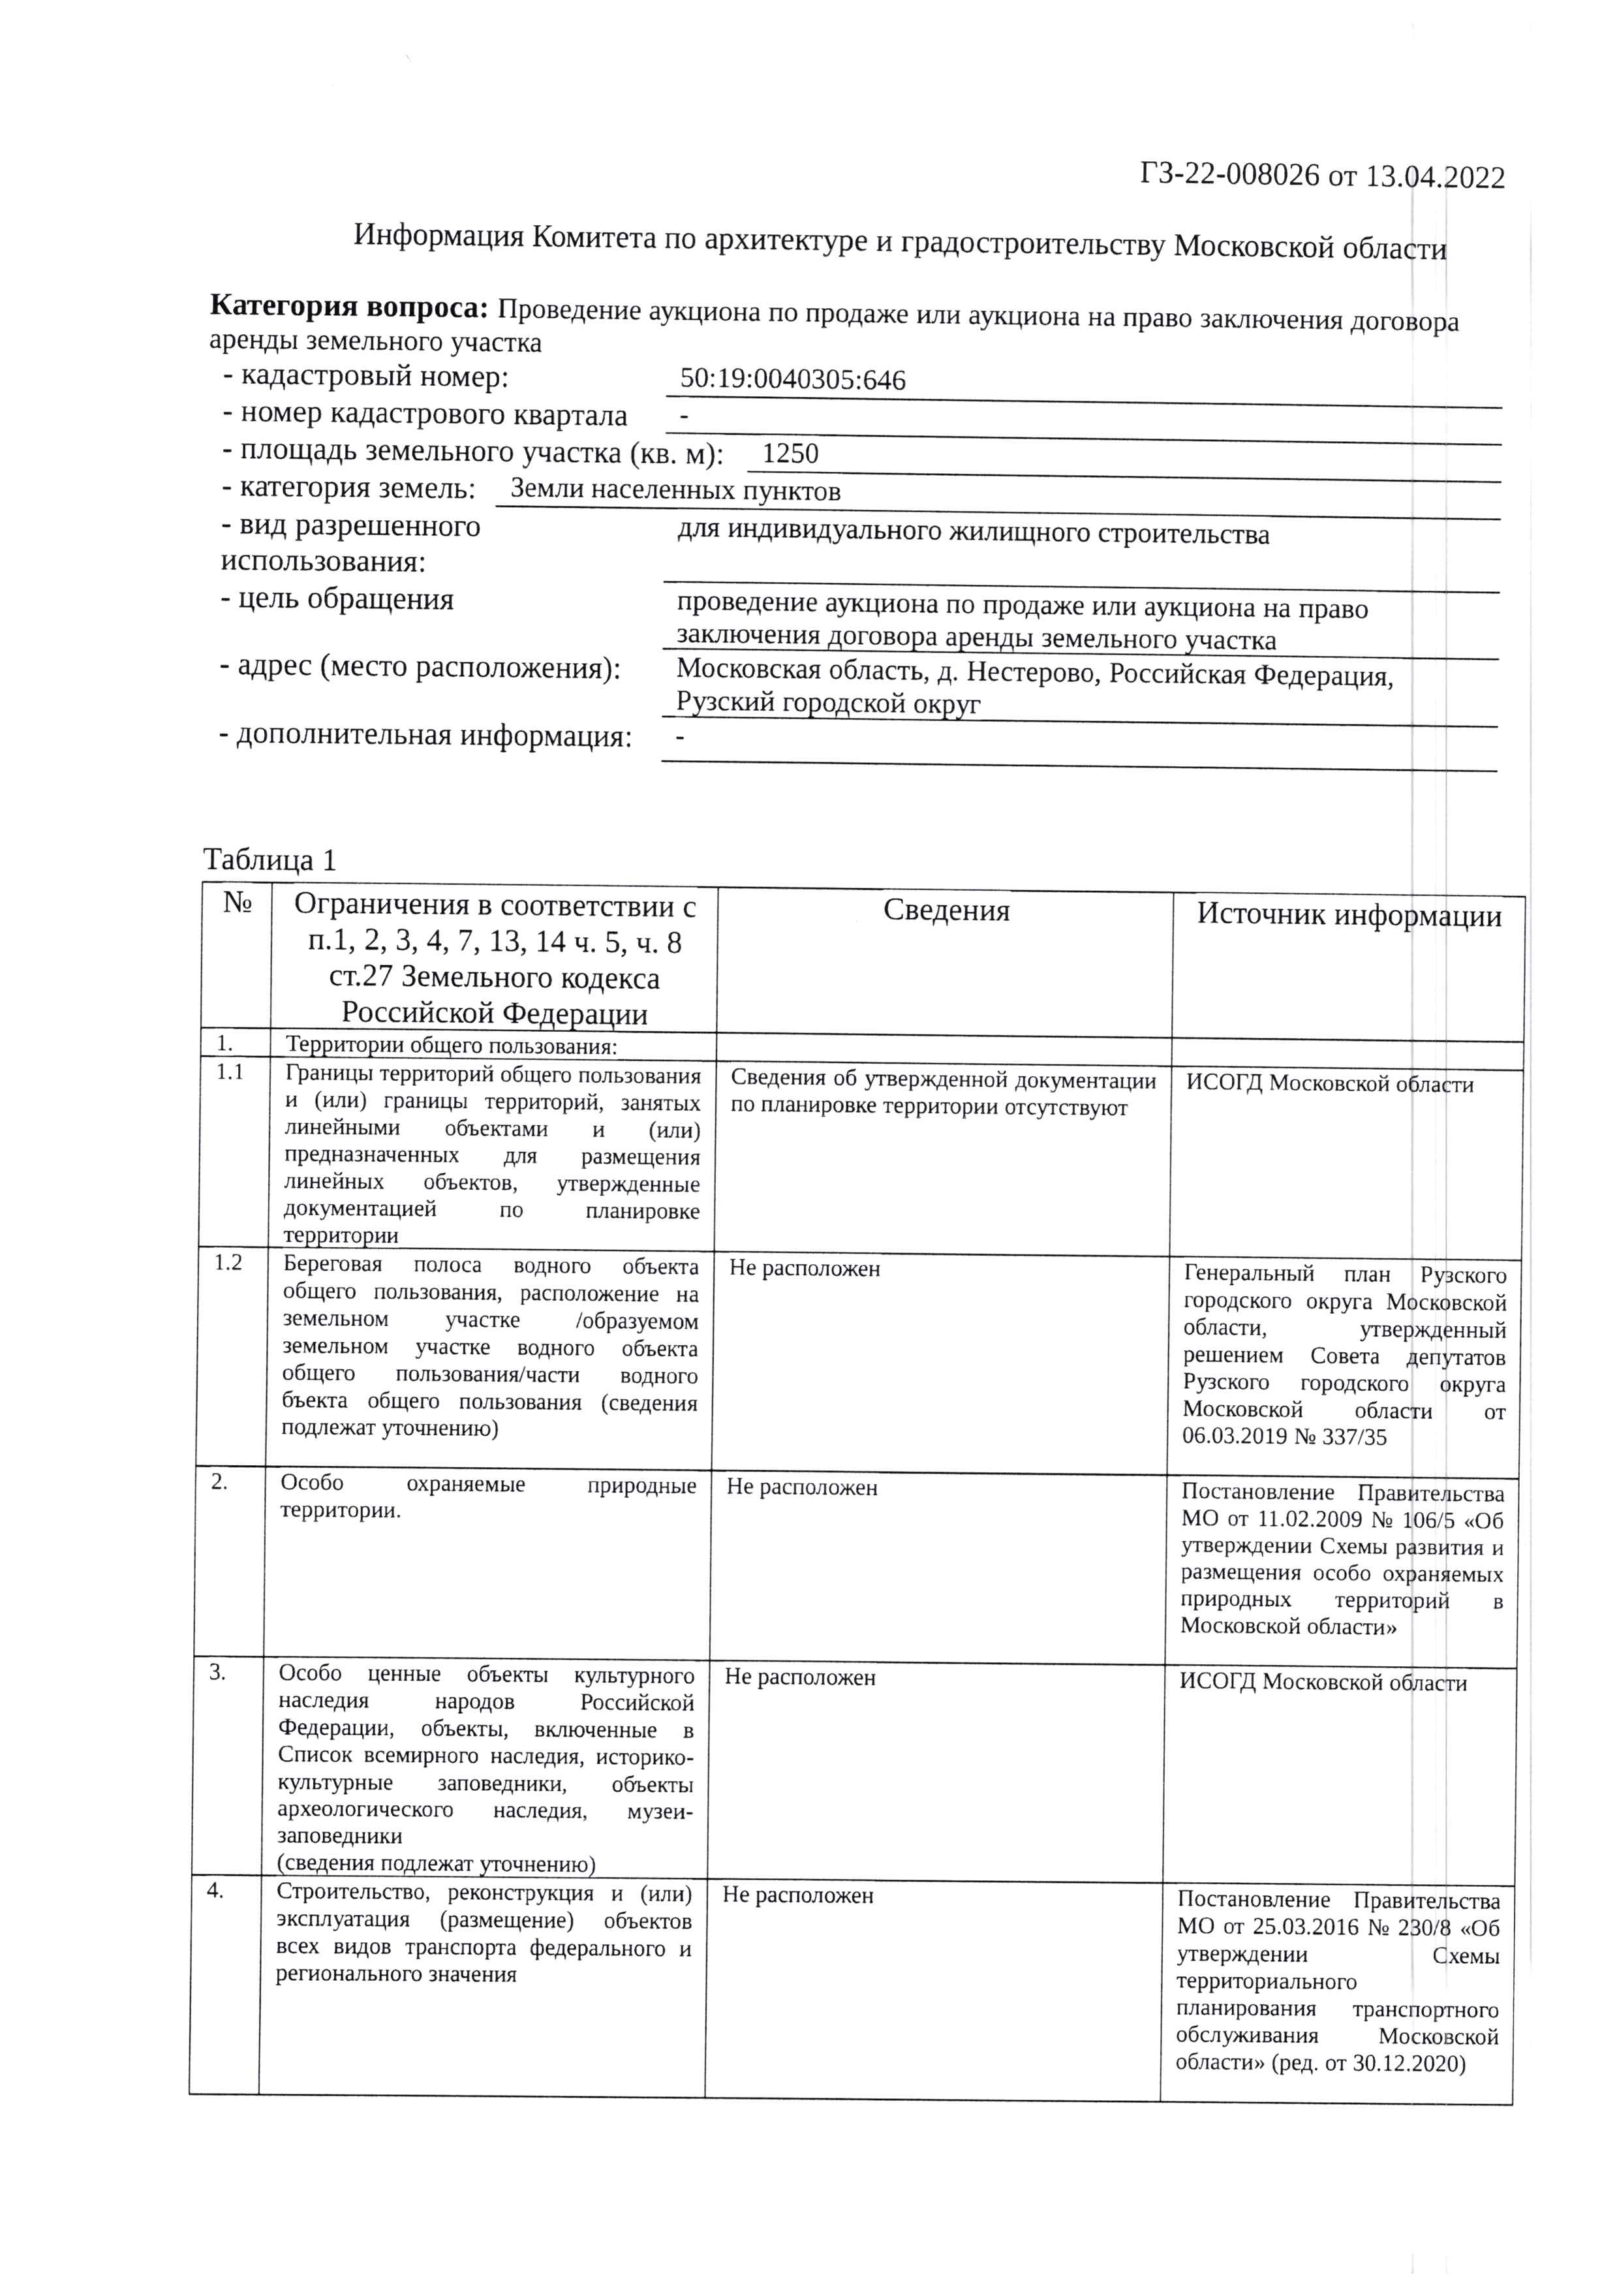 ГЗ-22-008026 от 13.04.2022
Информация Комитета по архитектуре и градостроительству Московской области
Категория вопроса: Проведение аукциона по продаже или аукциона на право заключения договора
аренды земельного участка
- кадастровый номер: 50:19:0040305:646
- номер кадастрового квартала -
- площадь земельного участка (кв. м): 1250
- категория земель: Земли населенных пунктов
- вид разрешенного для индивидуального жилищного строительства
использования:
- цель обращения проведение аукциона по продаже или аукциона на право
заключения договора аренды земельного участка
- адрес (место расположения): Московская область, д. Нестерово, Российская Федерация,
Рузский городской округ
- дополнительная информация: -
Таблица 1
№
Ограничения в соответствии с
п.1, 2, 3, 4, 7, 13, 14 ч. 5, ч. 8
ст.27 Земельного кодекса
Российской Федерации
Сведения
Источник информации
1.
Территории общего пользования:
1.1
Границы территорий общего пользования
и (или) границы территорий, занятых
линейными объектами и (или)
предназначенных для размещения
линейных объектов, утвержденные
документацией по планировке
территории
Сведения об утвержденной документации
по планировке территории отсутствуют
ИСОГД Московской области
1.2
Береговая полоса водного объекта
общего пользования, расположение на
земельном участке /образуемом
земельном участке водного объекта
общего пользования/части водного
бъекта общего пользования (сведения
подлежат уточнению)
Не расположен
Генеральный план Рузского
городского округа Московской
области, утвержденный
решением Совета депутатов
Рузского городского округа
Московской области от
06.03.2019 № 337/35
2.
Особо охраняемые природные
территории.
Не расположен
Постановление Правительства
МО от 11.02.2009 № 106/5 «Об
утверждении Схемы развития и
размещения особо охраняемых
природных территорий в
Московской области»
3.
Особо ценные объекты культурного
наследия народов Российской
Федерации, объекты, включенные в
Список всемирного наследия, историко-
культурные заповедники, объекты
археологического наследия, музеи-
заповедники
(сведения подлежат уточнению)
Не расположен
ИСОГД Московской области
4.
Строительство, реконструкция и (или)
эксплуатация (размещение) объектов
всех видов транспорта федерального и
регионального значения
Не расположен
Постановление Правительства
МО от 25.03.2016 № 230/8 «Об
утверждении Схемы
территориального
планирования транспортного
обслуживания Московской
области» (ред. от 30.12.2020)